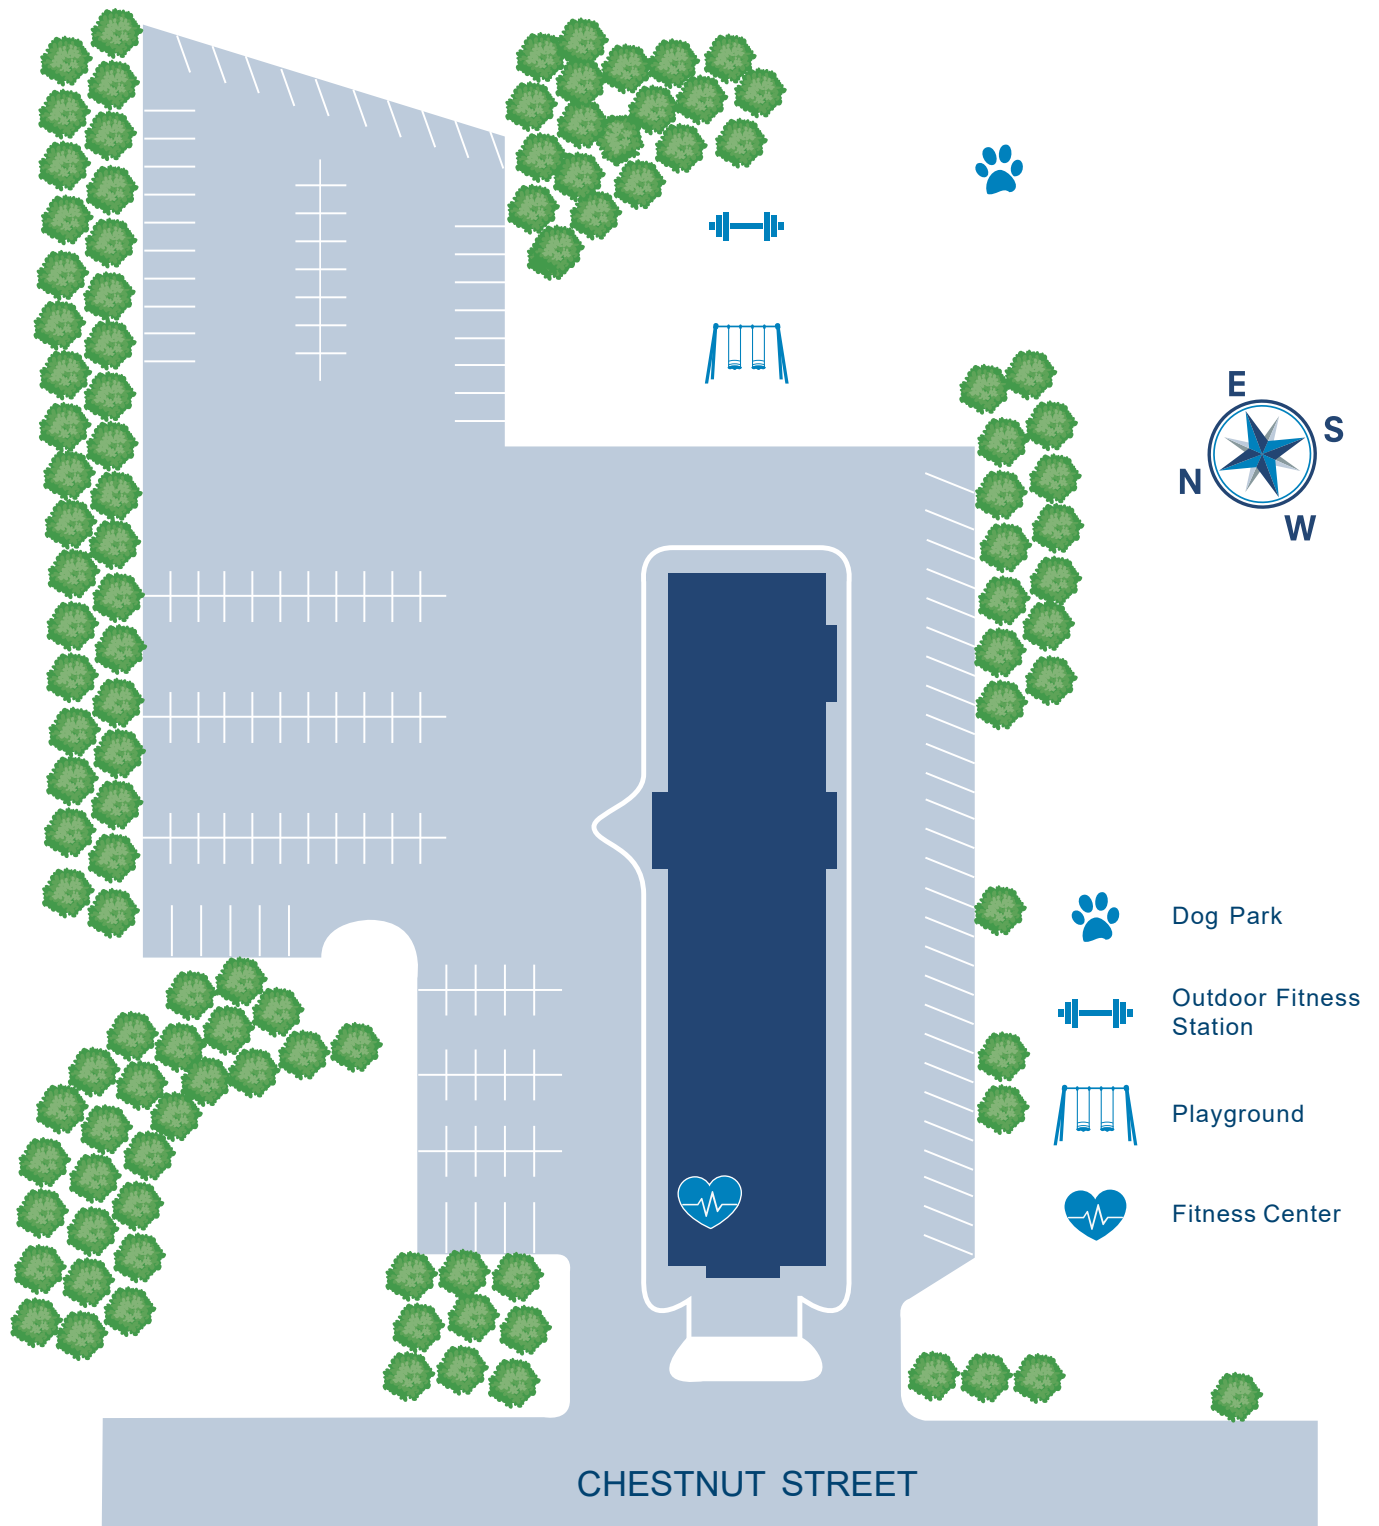 E
S
N
W
Dog Park
Outdoor Fitness
Station
Playground
Fitness Center
CHESTNUT STREET